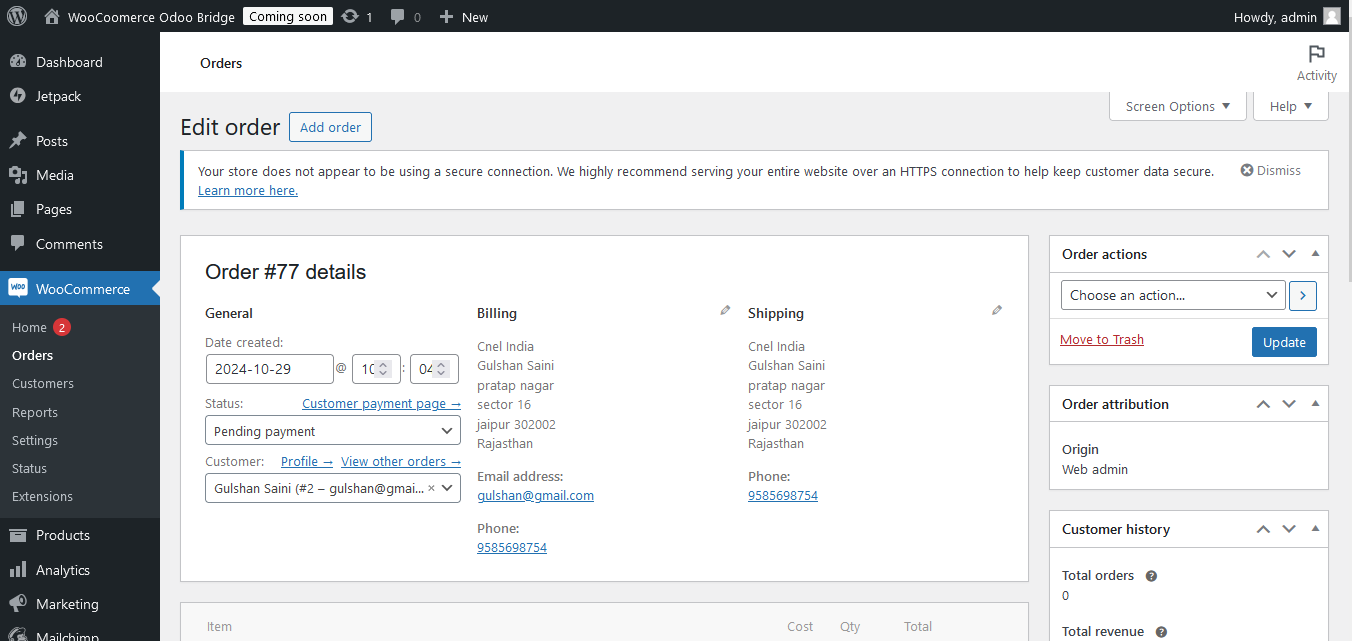 WooCoomerce Odoo Bridge Coming soon 1 0 New Howdy, admin
Dashboard
Jetpack
Posts
Media
Pages
Comments
WooCommerce
Home 2
Orders
Customers
Reports
Settings
Status
Extensions
Products
Analytics
Marketing
Mailchimp
Orders
Activity
Screen Options Help
Edit order Add order
Your store does not appear to be using a secure connection. We highly recommend serving your entire website over an HTTPS connection to help keep customer data secure.
Learn more here.
Dismiss
Order #77 details
General
Date created:
2024-10-29 @ 10 : 04
Status: Customer payment page →
Pending payment
Customer: Profile → View other orders →
Gulshan Saini (#2 – gulshan@gmai... ×
Billing
Cnel India
Gulshan Saini
pratap nagar
sector 16
jaipur 302002
Rajasthan
Email address:
gulshan@gmail.com
Phone:
9585698754
Shipping
Cnel India
Gulshan Saini
pratap nagar
sector 16
jaipur 302002
Rajasthan
Phone:
9585698754
Item Cost Qty Total
Order actions
Choose an action...
Move to Trash Update
Order attribution
Origin
Web admin
Customer history
Total orders ?
0
Total revenue ?